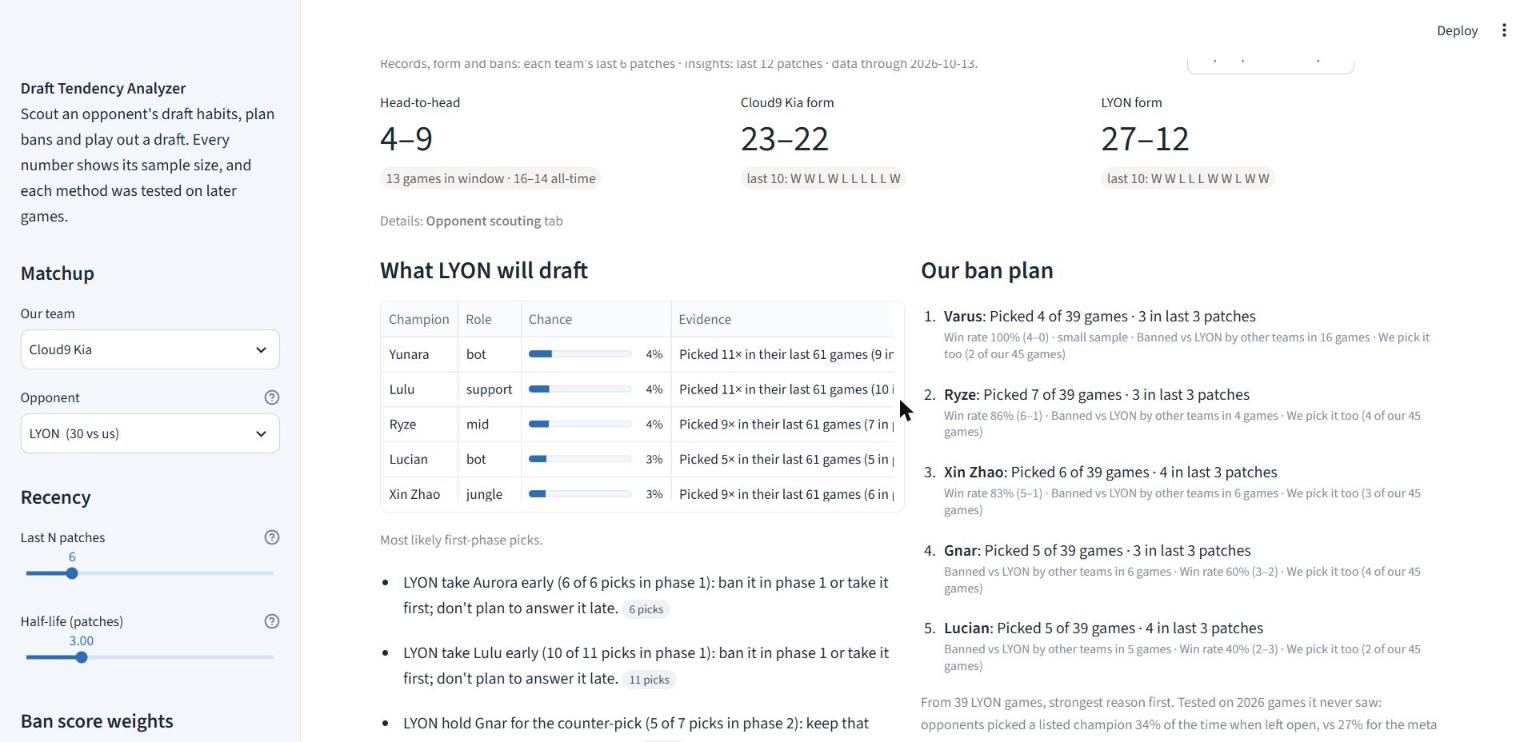 Deploy
Draft Tendency Analyzer
Scout an opponent's draft habits, plan
bans and play out a draft. Every
number shows its sample size, and
each method was tested on later
games.
Matchup
Our team
Cloud9 Kia
Opponent
LYON (30 vs us)
Recency
Last N patches
6
Half-life (patches)
3.00
Ban score weights
Records, form and bans: each team's last 6 patches · insights: last 12 patches · data through 2026-10-13.
Head-to-head
4–9
13 games in window · 16–14 all-time
Cloud9 Kia form
23–22
last 10: W W L W L L L L L W
LYON form
27–12
last 10: W W L L L W W L W W
Details: Opponent scouting tab
What LYON will draft
Champion Role Chance Evidence
Yunara bot 4% Picked 11× in their last 61 games (9 in
Lulu support 4% Picked 11× in their last 61 games (10 i
Ryze mid 4% Picked 9× in their last 61 games (7 in
Lucian bot 3% Picked 5× in their last 61 games (5 in
Xin Zhao jungle 3% Picked 9× in their last 61 games (6 in
Most likely first-phase picks.
• LYON take Aurora early (6 of 6 picks in phase 1): ban it in phase 1 or take it
first; don't plan to answer it late. 6 picks
• LYON take Lulu early (10 of 11 picks in phase 1): ban it in phase 1 or take it
first; don't plan to answer it late. 11 picks
• LYON hold Gnar for the counter-pick (5 of 7 picks in phase 2): keep that
Our ban plan
1. Varus: Picked 4 of 39 games · 3 in last 3 patches
Win rate 100% (4–0) · small sample · Banned vs LYON by other teams in 16 games · We pick it
too (2 of our 45 games)
2. Ryze: Picked 7 of 39 games · 3 in last 3 patches
Win rate 86% (6–1) · Banned vs LYON by other teams in 4 games · We pick it too (4 of our 45
games)
3. Xin Zhao: Picked 6 of 39 games · 4 in last 3 patches
Win rate 83% (5–1) · Banned vs LYON by other teams in 6 games · We pick it too (3 of our 45
games)
4. Gnar: Picked 5 of 39 games · 3 in last 3 patches
Banned vs LYON by other teams in 6 games · Win rate 60% (3–2) · We pick it too (4 of our 45
games)
5. Lucian: Picked 5 of 39 games · 4 in last 3 patches
Banned vs LYON by other teams in 5 games · Win rate 40% (2–3) · We pick it too (2 of our 45
games)
From 39 LYON games, strongest reason first. Tested on 2026 games it never saw:
opponents picked a listed champion 34% of the time when left open, vs 27% for the meta